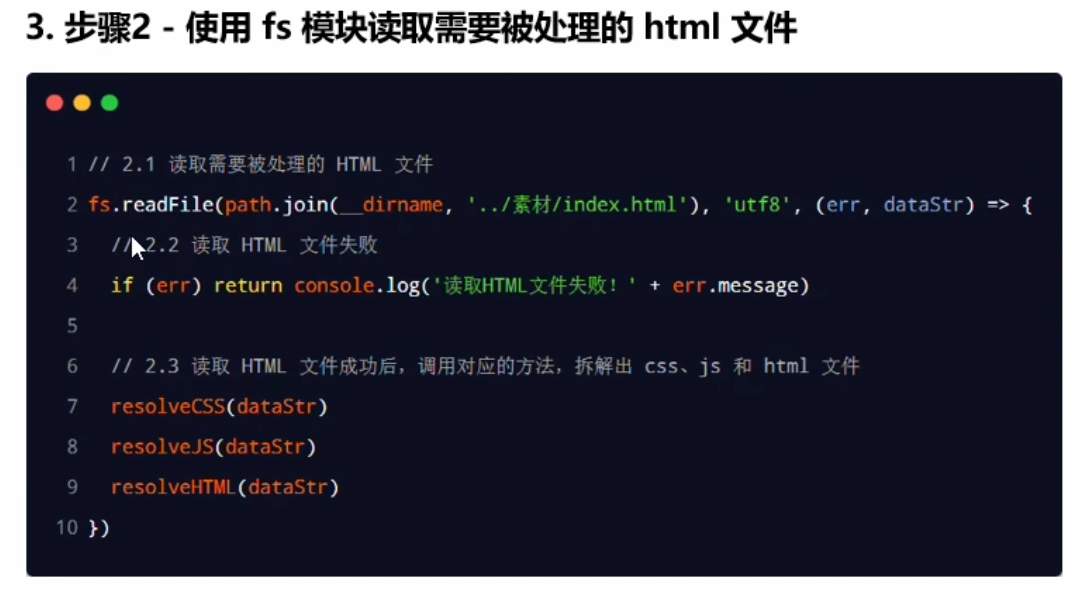 3. 步骤2 - 使用 fs 模块读取需要被处理的 html 文件
1 // 2.1 读取需要被处理的 HTML 文件
2 fs.readFile(path.join(__dirname, '../素材/index.html'), 'utf8', (err, dataStr) => {
3 // 2.2 读取 HTML 文件失败
4 if (err) return console.log('读取HTML文件失败！' + err.message)
5
6 // 2.3 读取 HTML 文件成功后，调用对应的方法，拆解出 css、js 和 html 文件
7 resolveCSS(dataStr)
8 resolveJS(dataStr)
9 resolveHTML(dataStr)
10 })